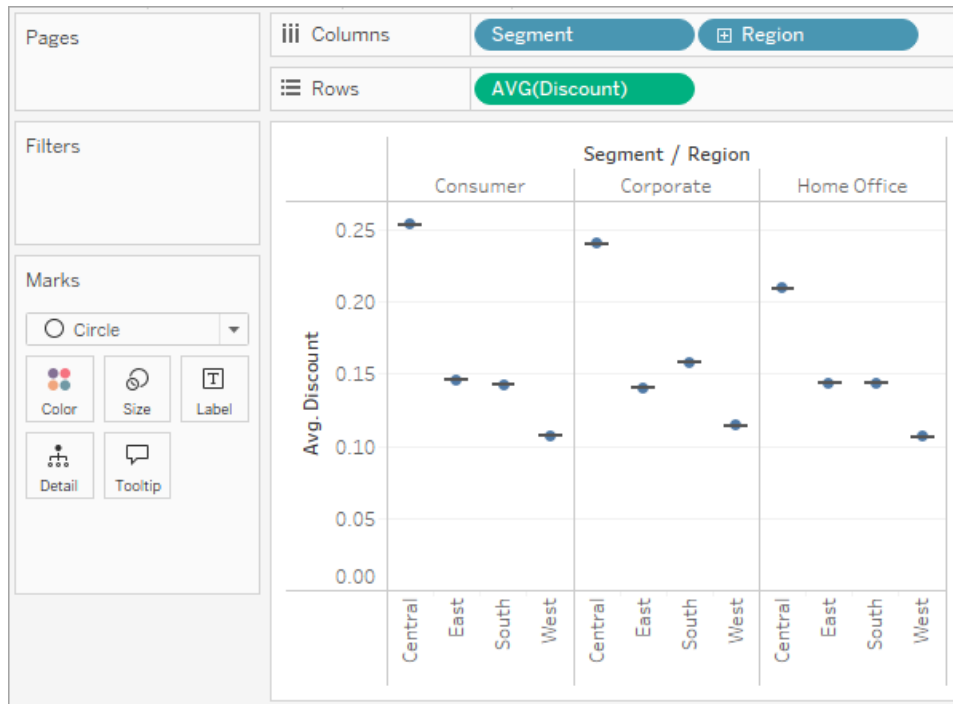 Pages
Columns
Segment
Region
Rows
AVG(Discount)
Filters
Marks
Circle
Color
Size
Label
Detail
Tooltip
Segment / Region
Consumer
Corporate
Home Office
Avg. Discount
0.25
0.20
0.15
0.10
0.05
0.00
Central
East
South
West
Central
East
South
West
Central
East
South
West